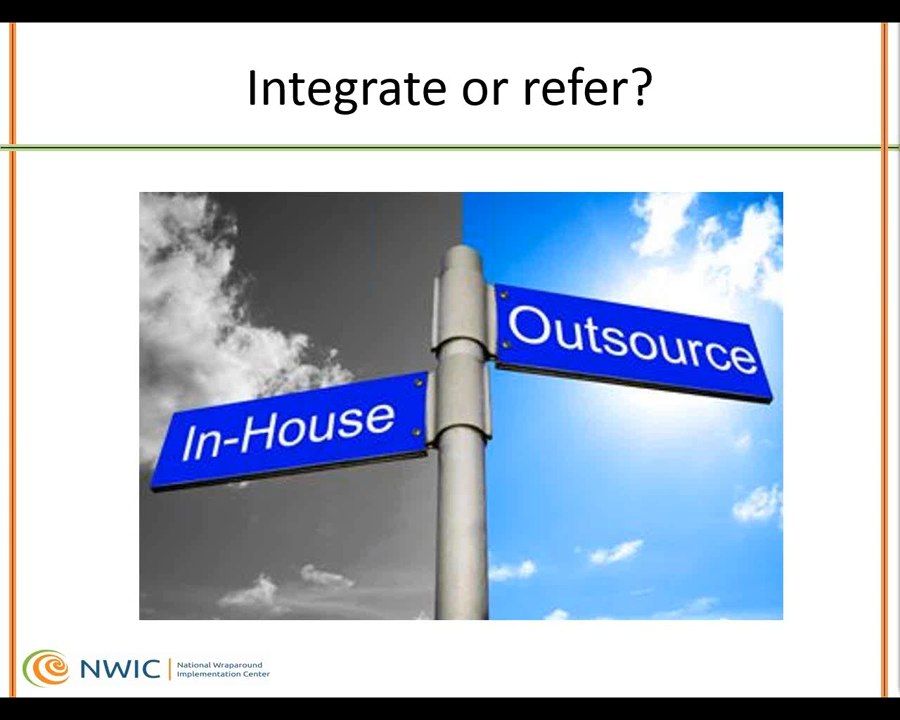 Integrate or refer?
Outsource
In-House
NWIC
National Wraparound
Implementation Center